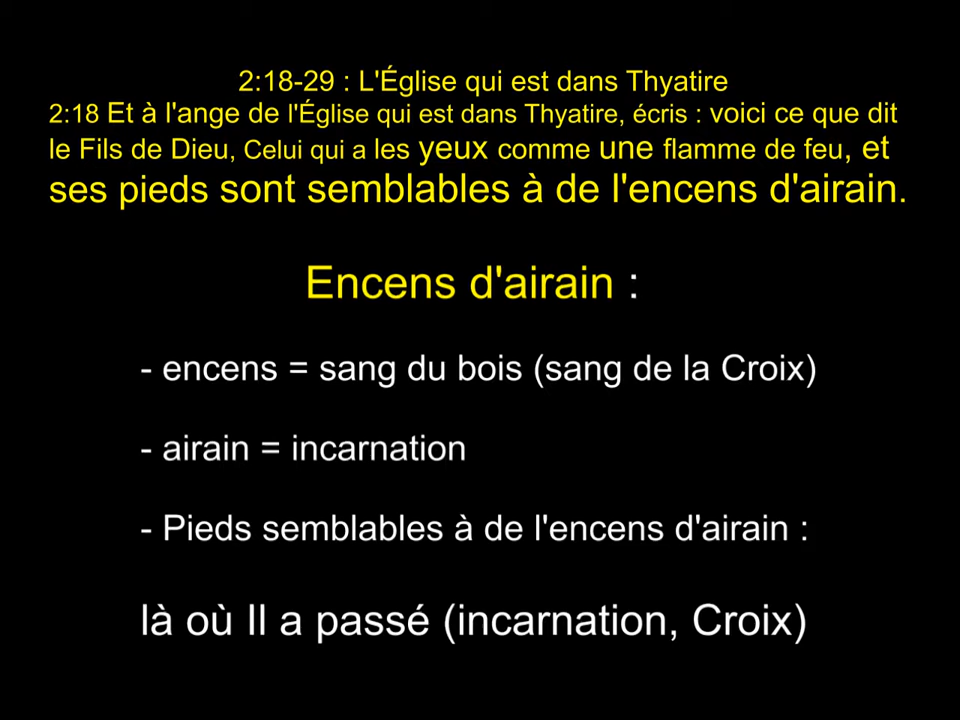 2:18-29 : L'Église qui est dans Thyatire
2:18 Et à l'ange de l'Église qui est dans Thyatire, écris : voici ce que dit
le Fils de Dieu, Celui qui a les yeux comme une flamme de feu, et
ses pieds sont semblables à de l'encens d'airain.
Encens d'airain :
- encens = sang du bois (sang de la Croix)
- airain = incarnation
- Pieds semblables à de l'encens d'airain :
là où Il a passé (incarnation, Croix)